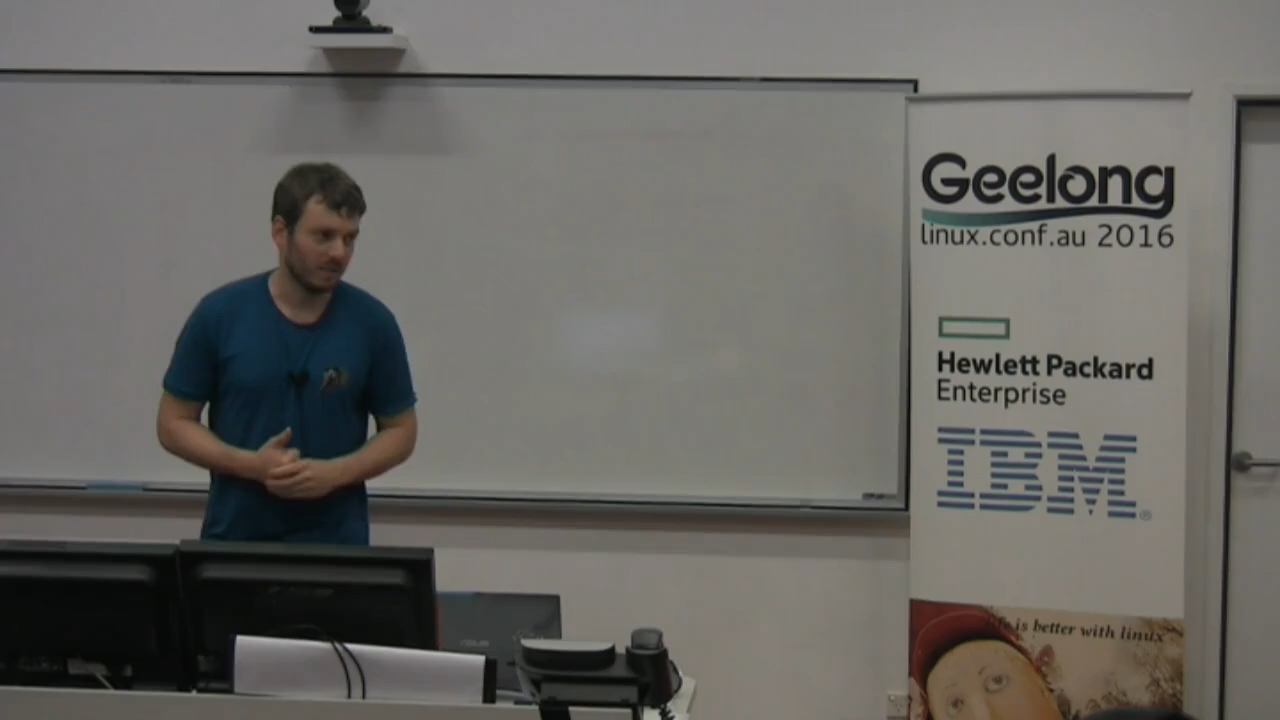 Geelong
linux.conf.au 2016
Hewlett Packard
Enterprise
IBM®
is better with linux